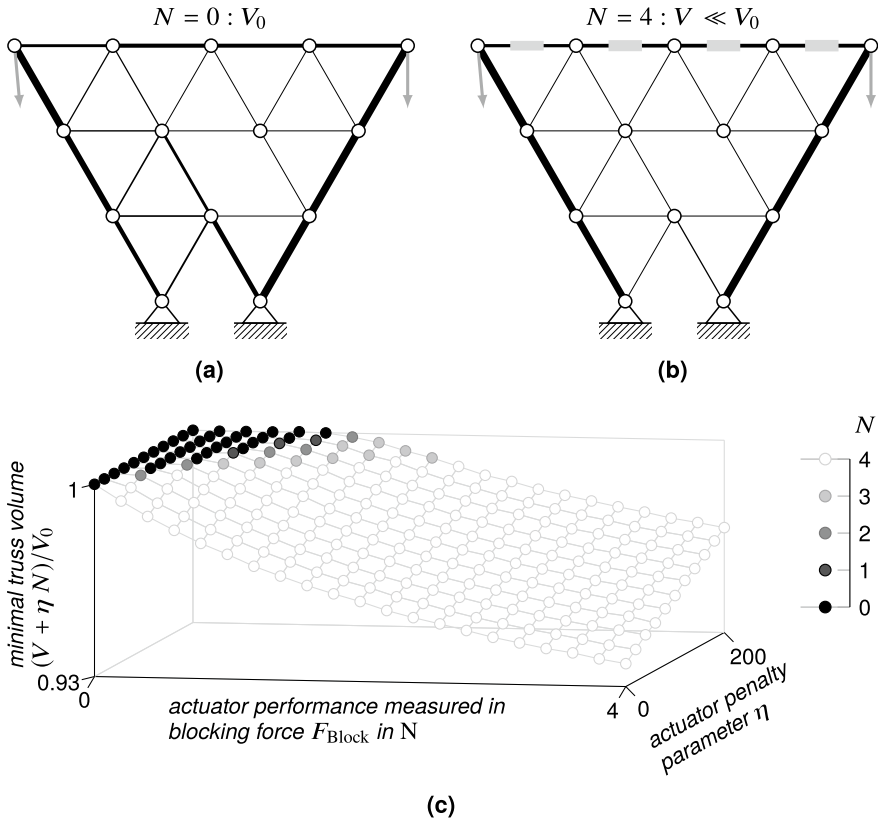 N = 0 : V₀
N = 4 : V ≪ V₀
(a)
(b)
N
4
3
2
1
0
minimal truss volume
(V + η N)/V₀
1
0.93
0
actuator performance measured in
blocking force F_Block in N
4
0
200
actuator penalty
parameter η
(c)